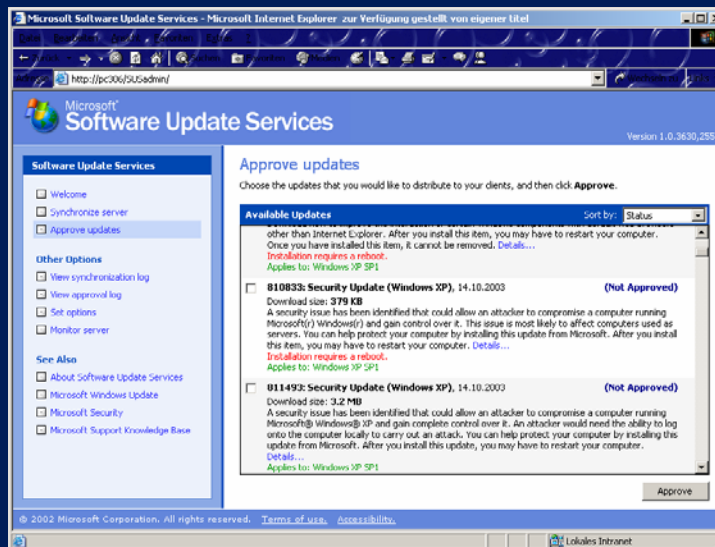 Microsoft Software Update Services - Microsoft Internet Explorer zur Verfügung gestellt von eigener titel
Datei Bearbeiten Ansicht Favoriten Extras ?
http://pc306/SUSadmin/
Microsoft
Software Update Services
Version 1.0.3630,255
Software Update Services
Welcome
Synchronize server
Approve updates
Other Options
View synchronization log
View approval log
Set options
Monitor server
See Also
About Software Update Services
Microsoft Windows Update
Microsoft Security
Microsoft Support Knowledge Base
Approve updates
Choose the updates that you would like to distribute to your clients, and then click Approve.
Available Updates
Sort by: Status
other than Internet Explorer. After you install this item, you may have to restart your computer.
Once you have installed this item, it cannot be removed. Details...
Installation requires a reboot.
Applies to: Windows XP SP1
810833: Security Update (Windows XP), 14.10.2003 (Not Approved)
Download size: 379 KB
A security issue has been identified that could allow an attacker to compromise a computer running
Microsoft(r) Windows(r) and gain control over it. This issue is most likely to affect computers used as
servers. You can help protect your computer by installing this update from Microsoft. After you install
this item, you may have to restart your computer. Details...
Installation requires a reboot.
Applies to: Windows XP SP1
811493: Security Update (Windows XP), 14.10.2003 (Not Approved)
Download size: 3.2 MB
A security issue has been identified that could allow an attacker to compromise a computer running
Microsoft® Windows® XP and gain complete control over it. An attacker would need the ability to log
onto the computer locally to carry out an attack. You can help protect your computer by installing this
update from Microsoft. After you install this update, you may have to restart your computer.
Details...
Applies to: Windows XP SP1
Approve
© 2002 Microsoft Corporation. All rights reserved. Terms of use. Accessibility.
Lokales Intranet